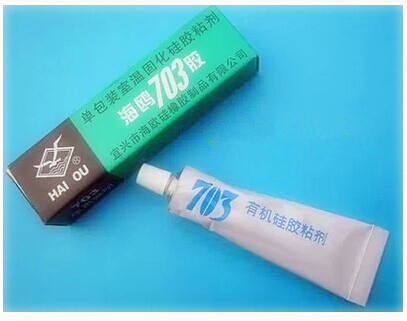 单包装室温固化硅胶粘剂
海鸥703胶
宜兴市海欧硅橡胶制品有限公司
®
HAI OU
703
703 有机硅胶粘剂